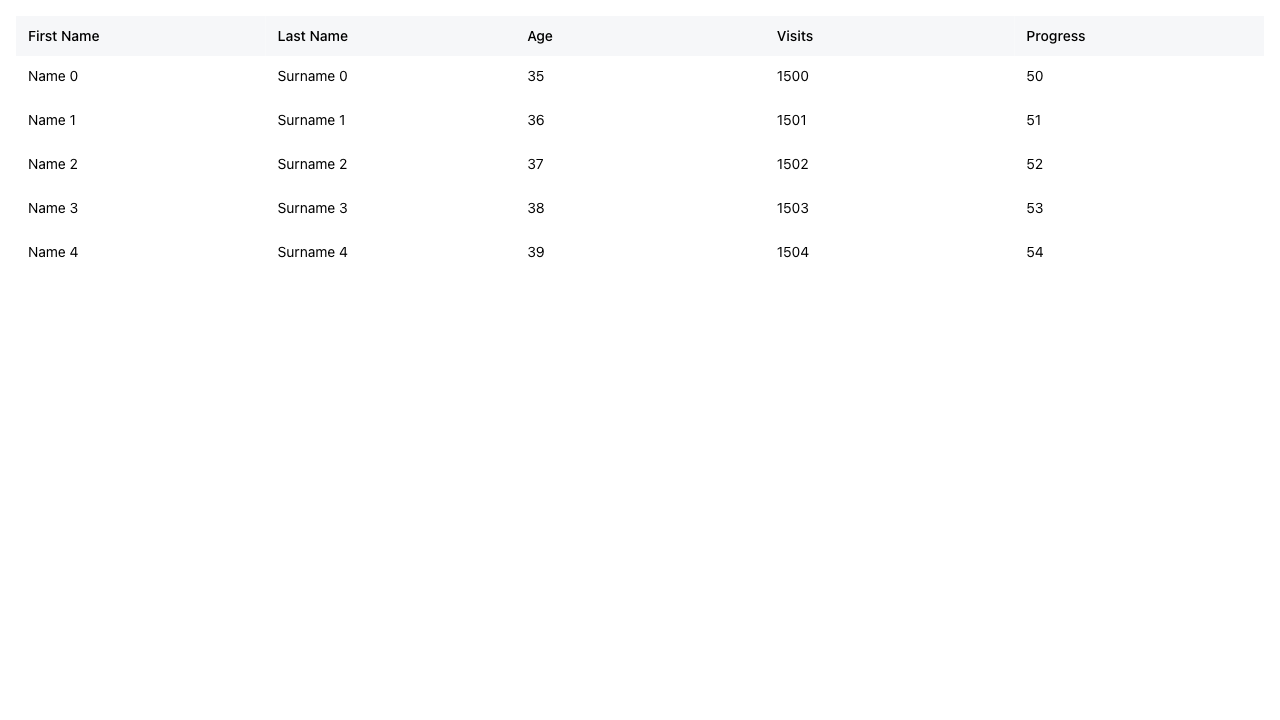 First Name Last Name Age Visits Progress
Name 0 Surname 0 35 1500 50
Name 1 Surname 1 36 1501 51
Name 2 Surname 2 37 1502 52
Name 3 Surname 3 38 1503 53
Name 4 Surname 4 39 1504 54